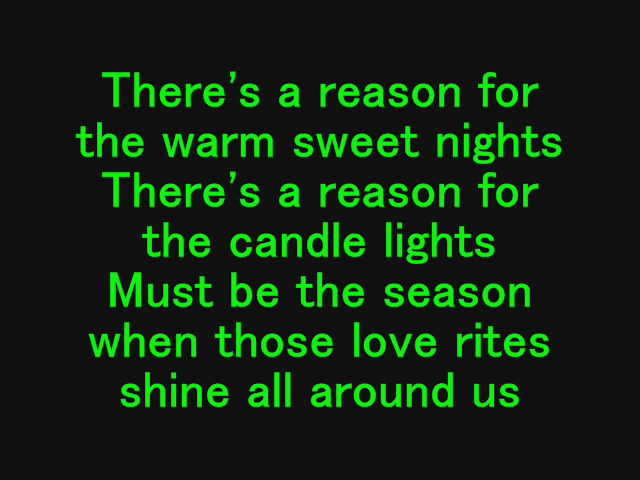 There's a reason for
the warm sweet nights
There's a reason for
the candle lights
Must be the season
when those love rites
shine all around us